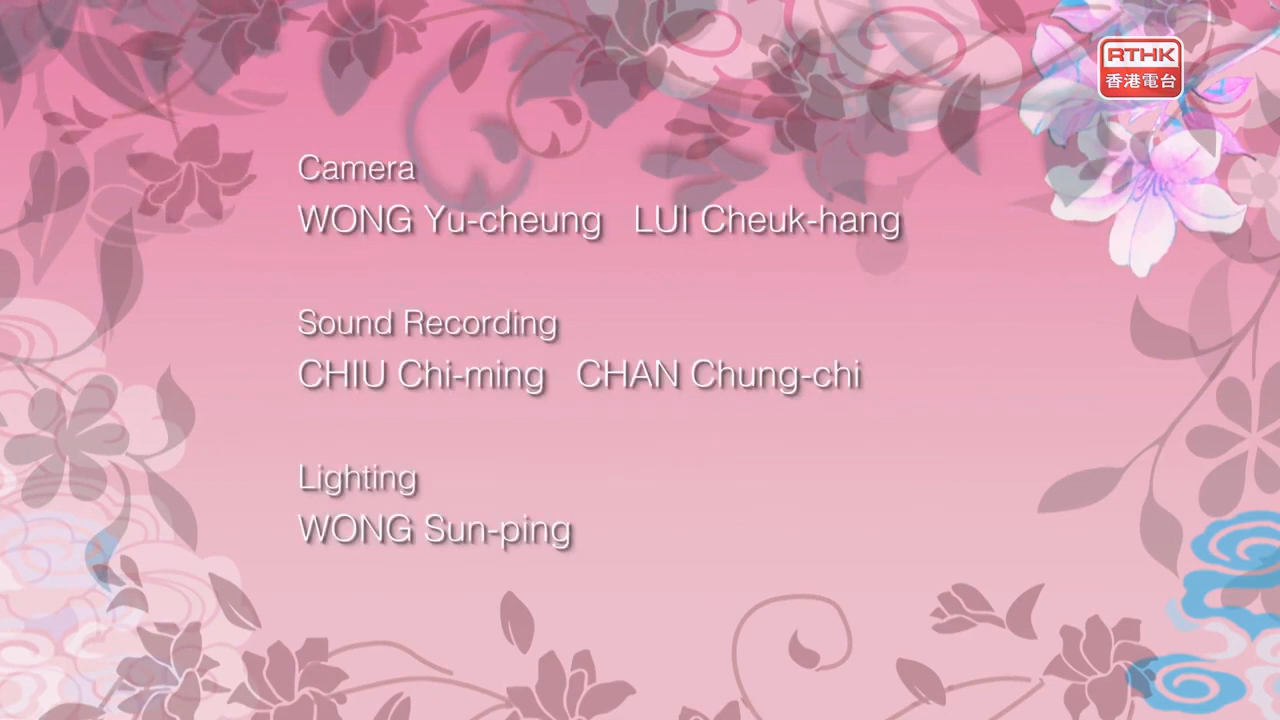 RTHK
香港電台
Camera
WONG Yu-cheung LUI Cheuk-hang
Sound Recording
CHIU Chi-ming CHAN Chung-chi
Lighting
WONG Sun-ping